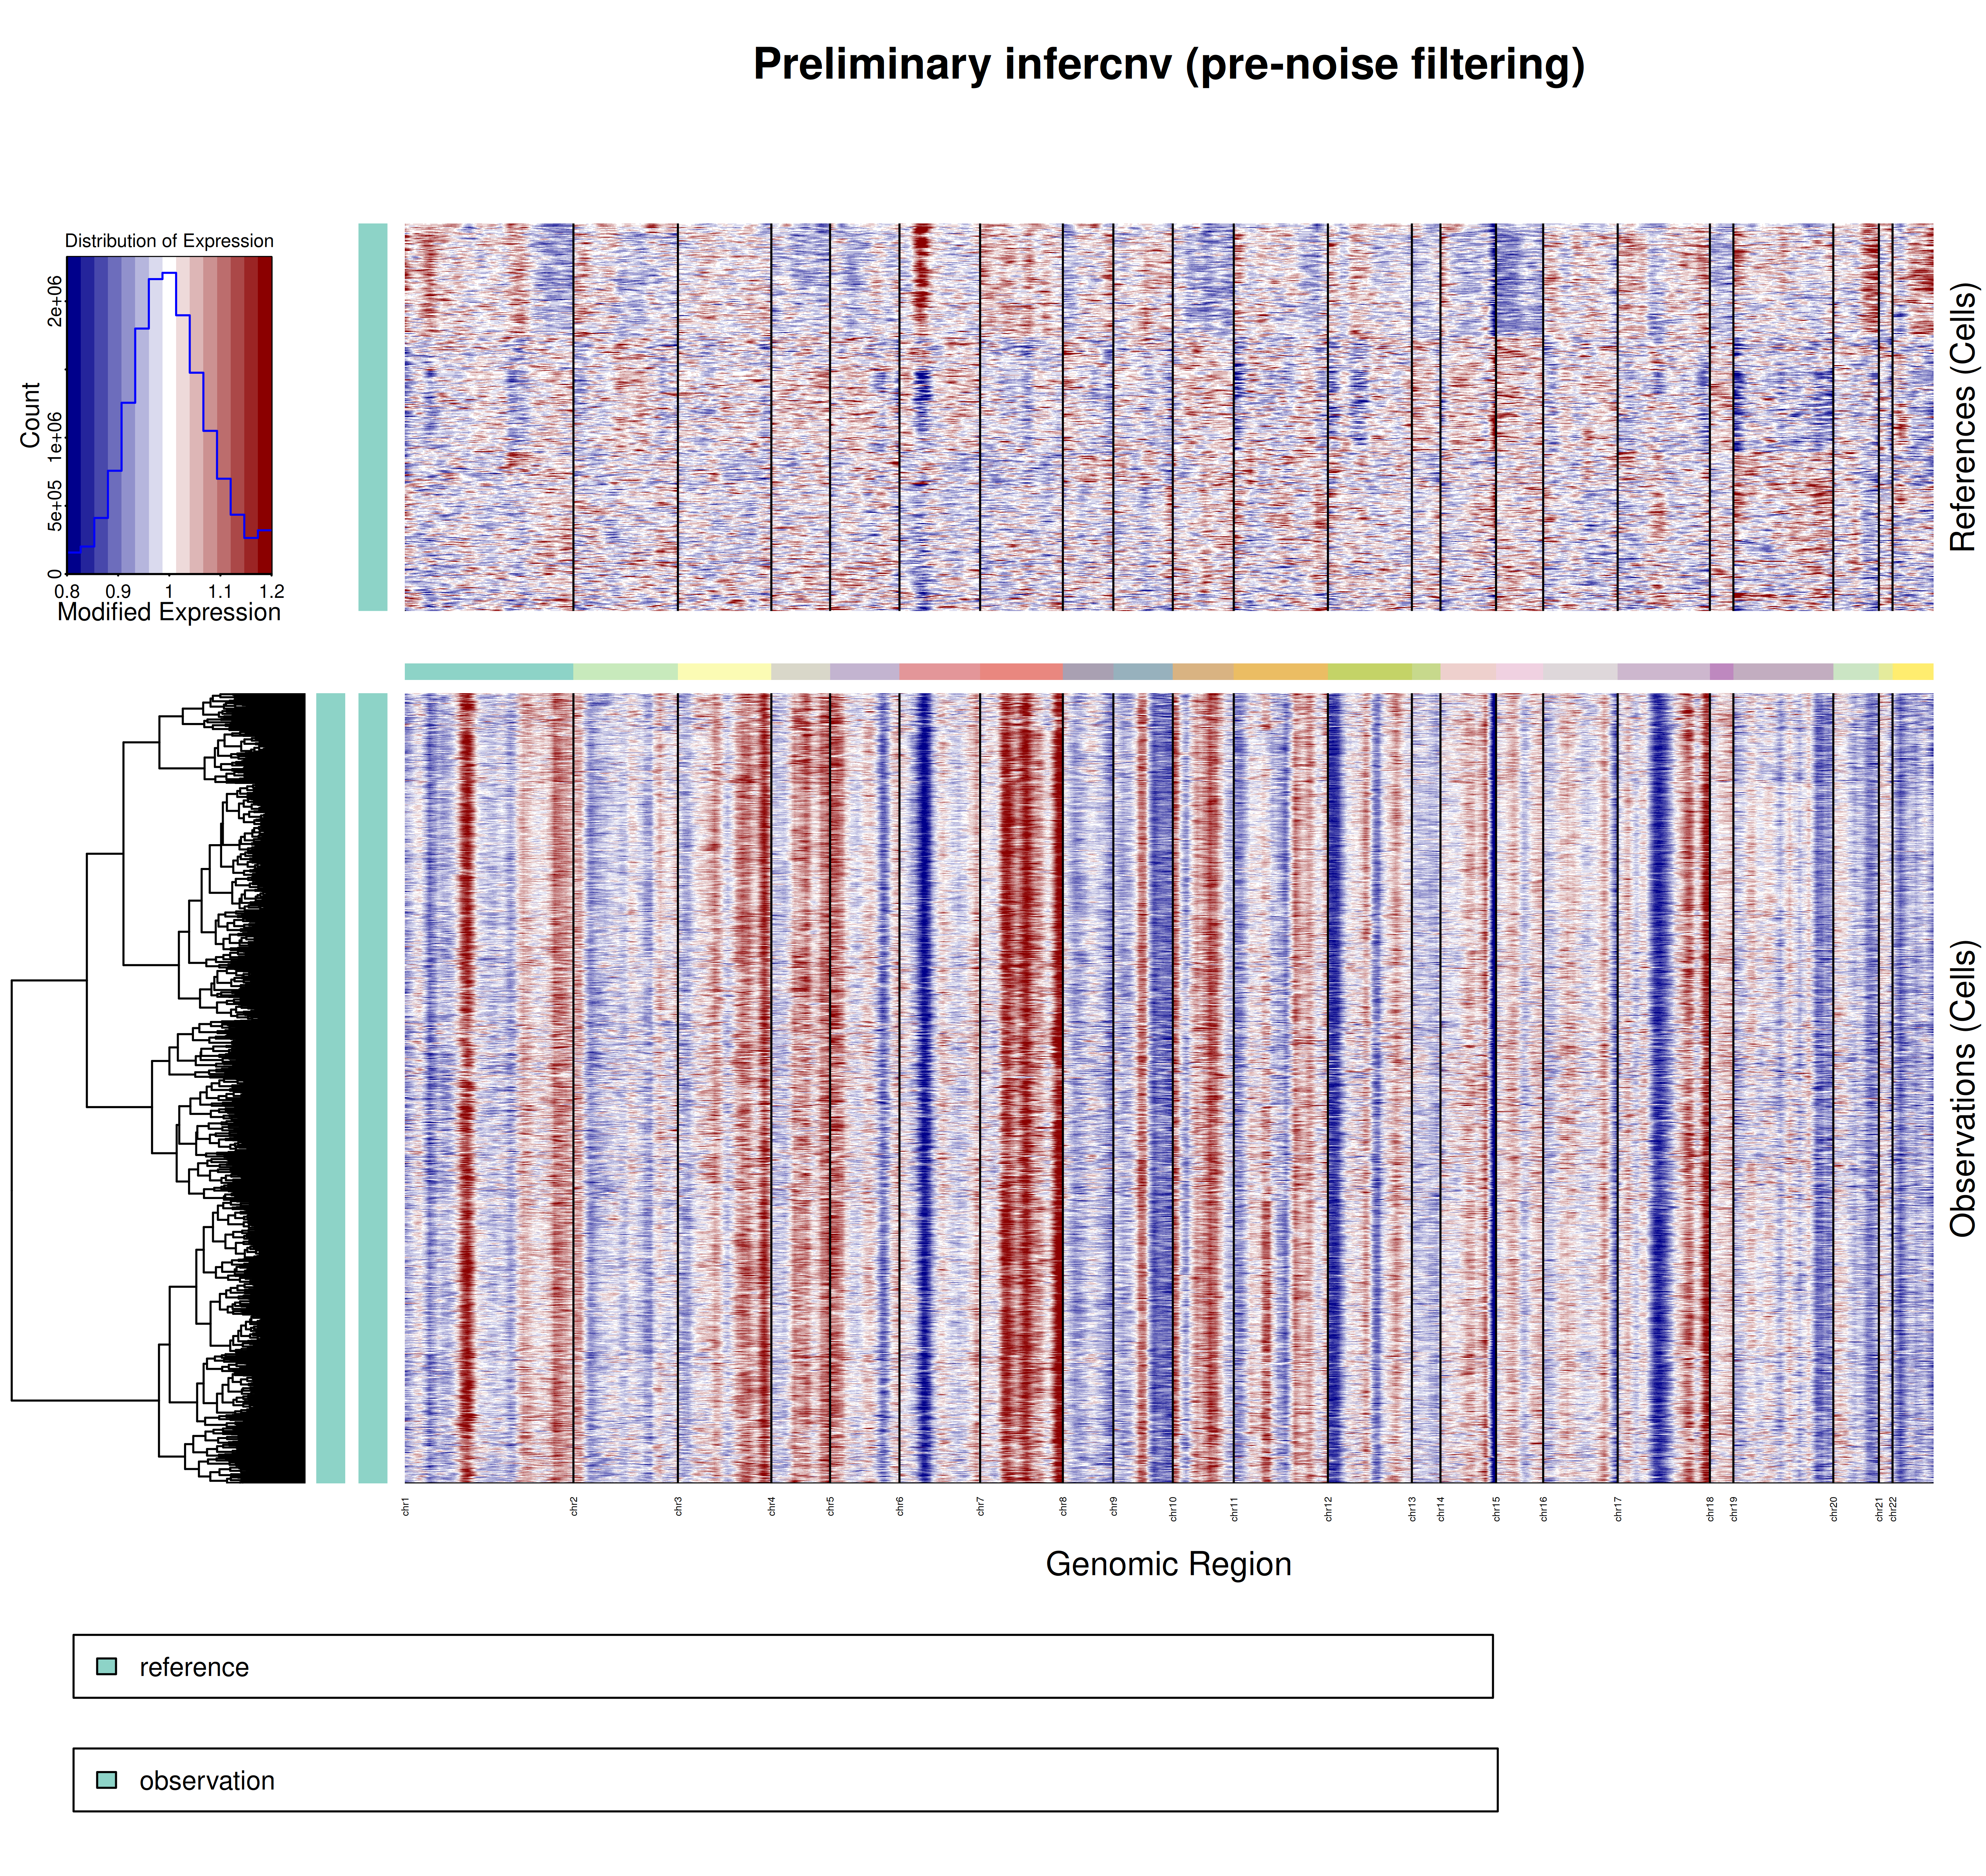 Preliminary infercnv (pre-noise filtering)
Distribution of Expression
Count
0 5e+05 1e+06 2e+06
0.8 0.9 1 1.1 1.2
Modified Expression
References (Cells)
Observations (Cells)
chr1 chr2 chr3 chr4 chr5 chr6 chr7 chr8 chr9 chr10 chr11 chr12 chr13 chr14 chr15 chr16 chr17 chr18 chr19 chr20 chr21 chr22
Genomic Region
reference
observation